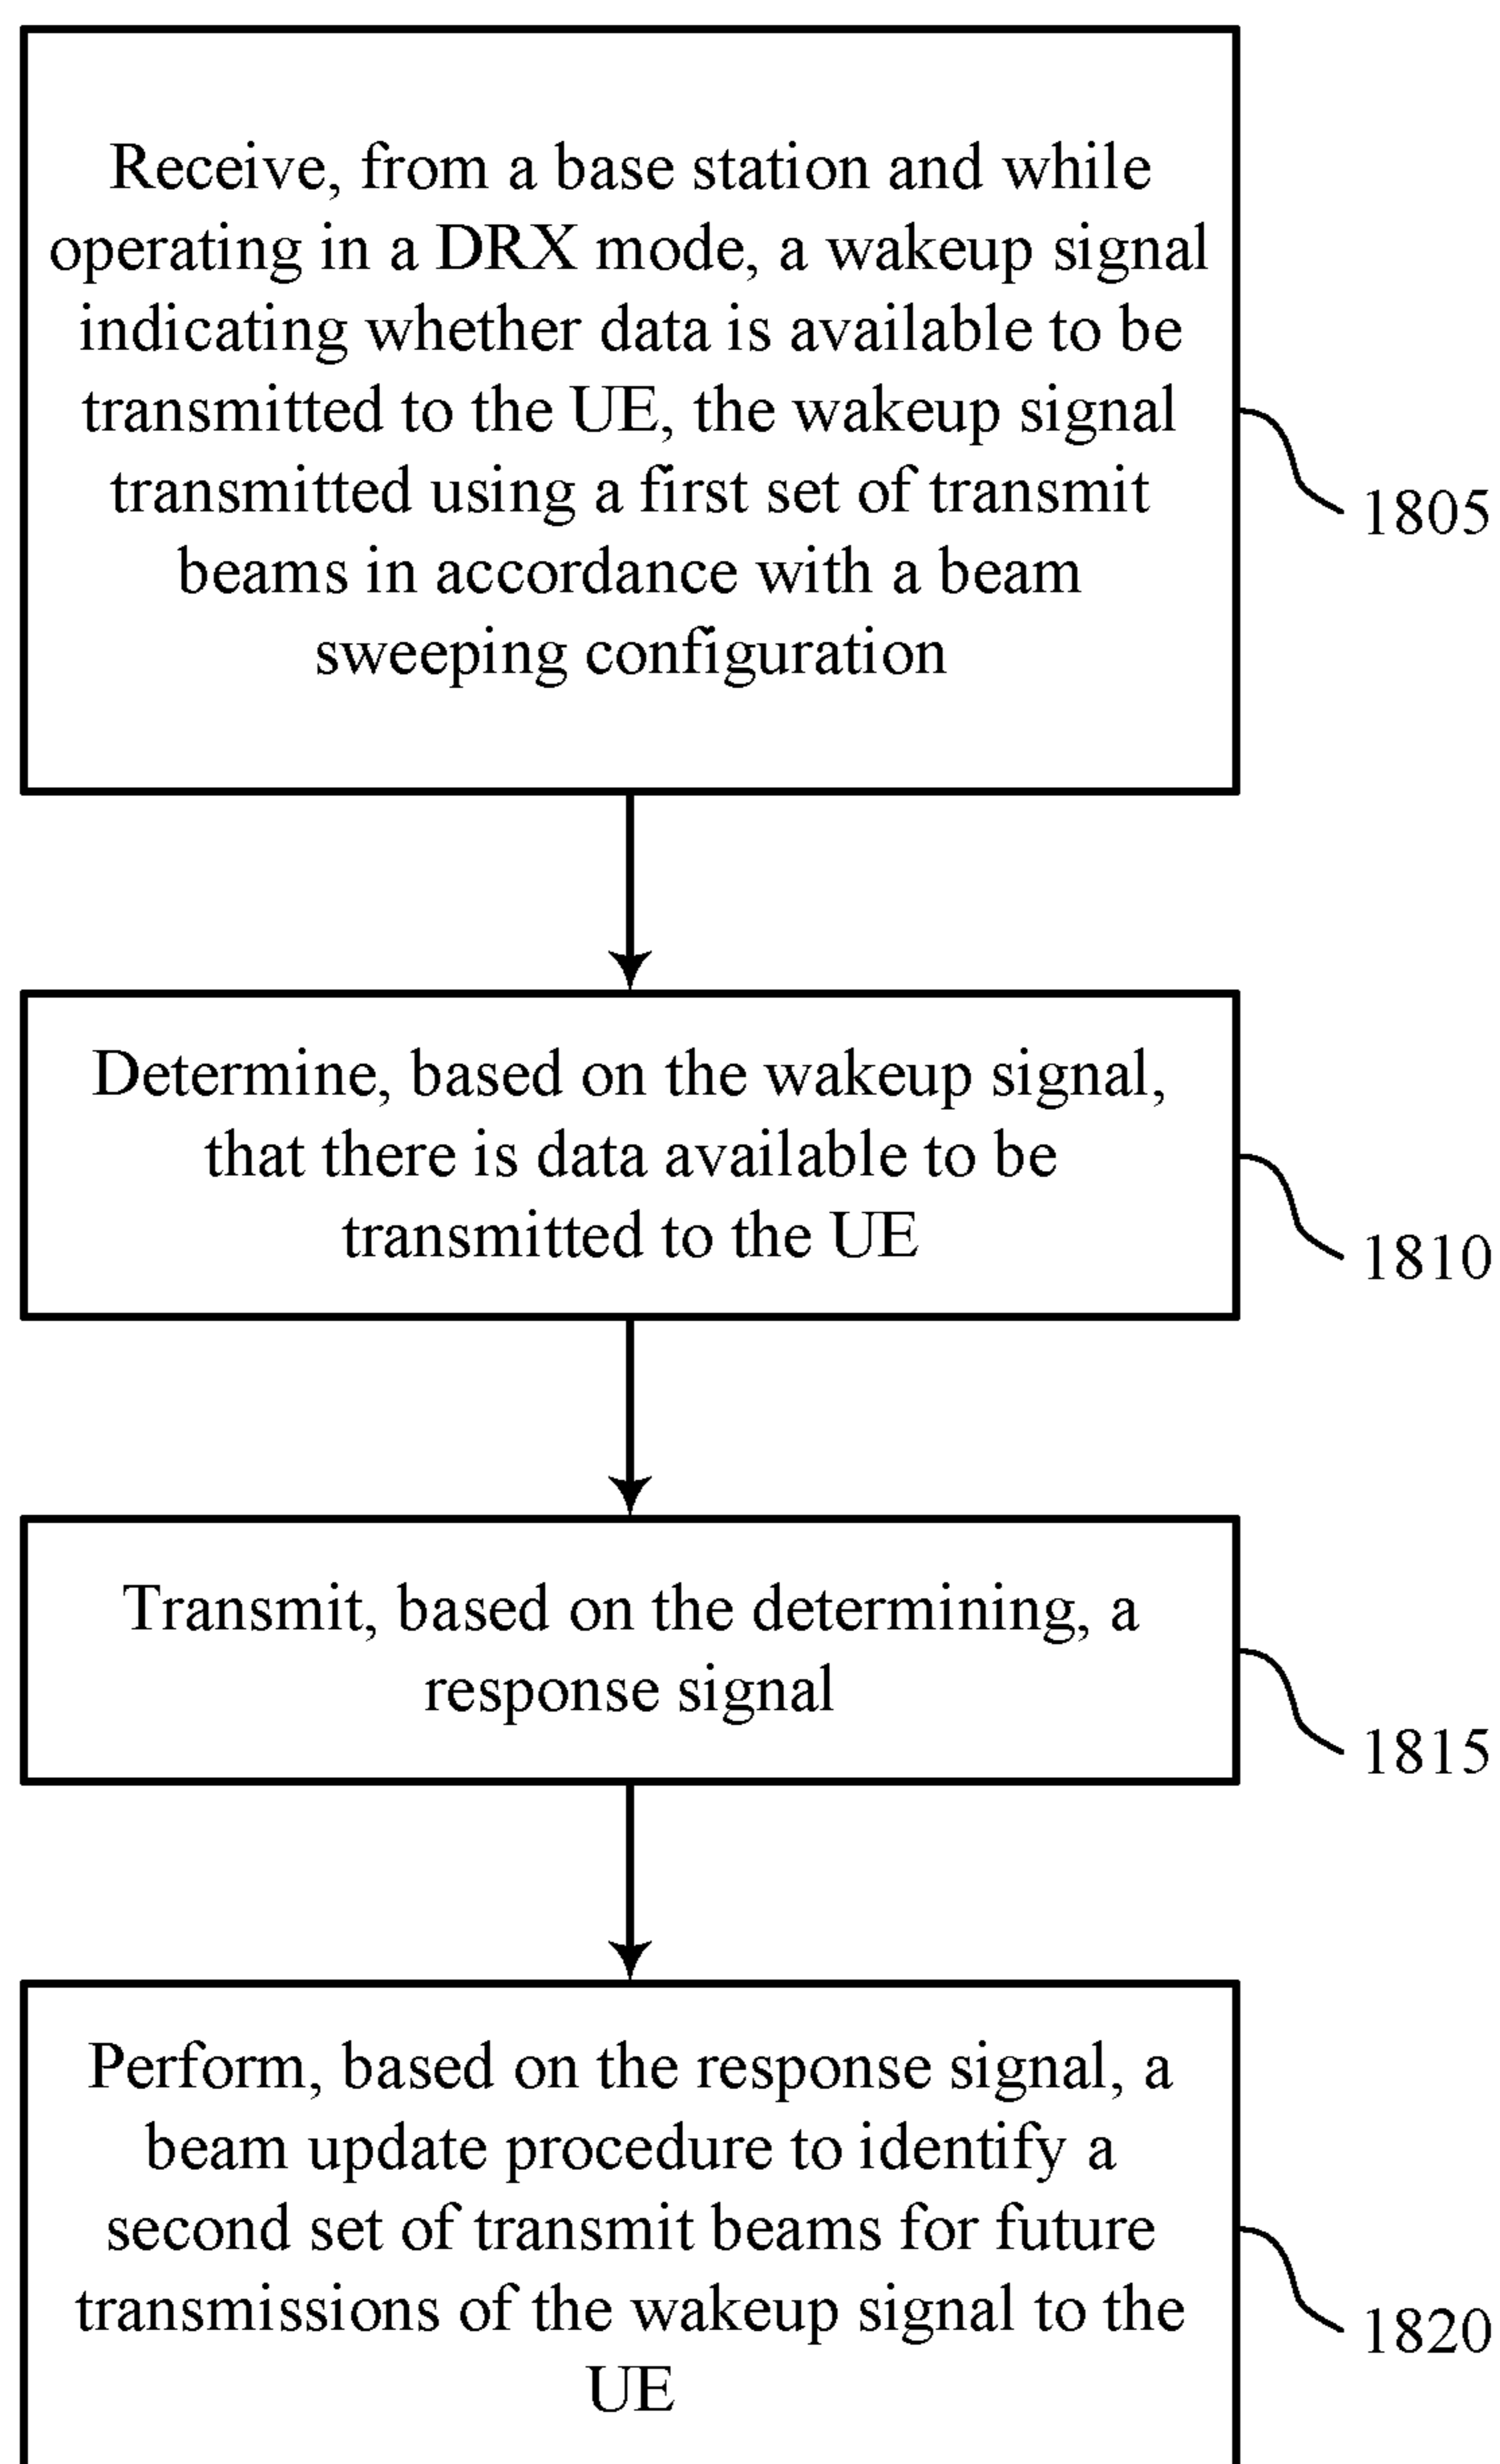 Receive, from a base station and while
operating in a DRX mode, a wakeup signal
indicating whether data is available to be
transmitted to the UE, the wakeup signal
transmitted using a first set of transmit
beams in accordance with a beam
sweeping configuration
1805
Determine, based on the wakeup signal,
that there is data available to be
transmitted to the UE
1810
Transmit, based on the determining, a
response signal
1815
Perform, based on the response signal, a
beam update procedure to identify a
second set of transmit beams for future
transmissions of the wakeup signal to the
UE
1820